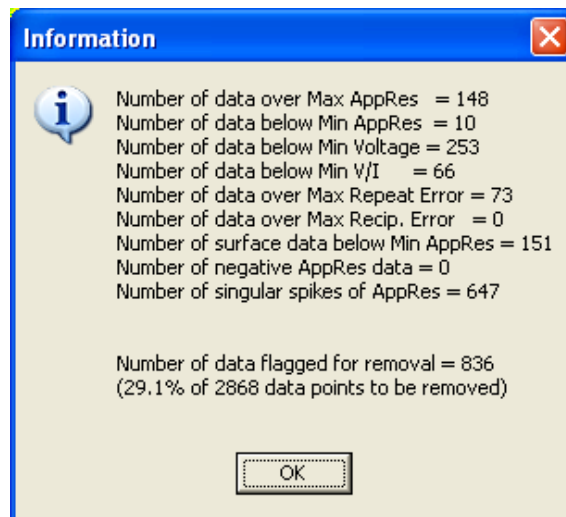 Information
Number of data over Max AppRes = 148
Number of data below Min AppRes = 10
Number of data below Min Voltage = 253
Number of data below Min V/I = 66
Number of data over Max Repeat Error = 73
Number of data over Max Recip. Error = 0
Number of surface data below Min AppRes = 151
Number of negative AppRes data = 0
Number of singular spikes of AppRes = 647
Number of data flagged for removal = 836
(29.1% of 2868 data points to be removed)
OK